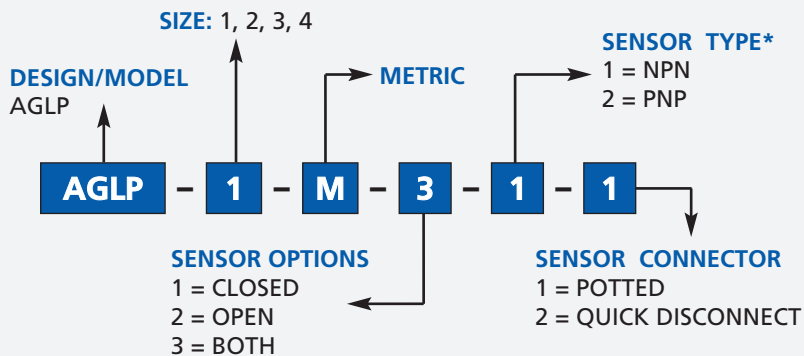 SIZE: 1, 2, 3, 4
DESIGN/MODEL
AGLP
METRIC
SENSOR TYPE*
1 = NPN
2 = PNP
AGLP - 1 - M - 3 - 1 - 1
SENSOR OPTIONS
1 = CLOSED
2 = OPEN
3 = BOTH
SENSOR CONNECTOR
1 = POTTED
2 = QUICK DISCONNECT